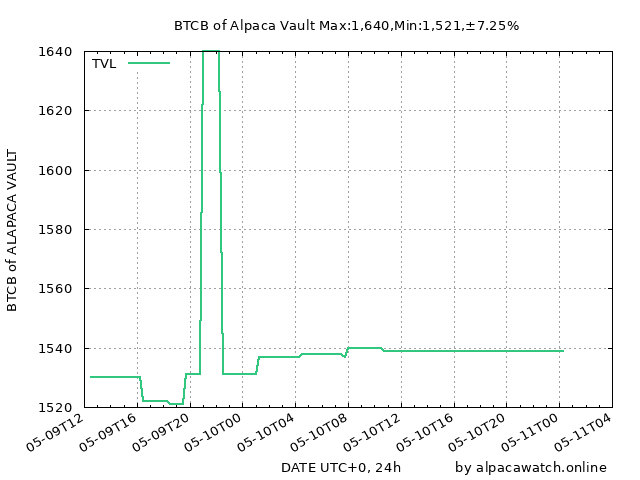 BTCB of Alpaca Vault Max:1,640,Min:1,521,±7.25%
TVL
BTCB of ALAPACA VAULT
1640
1620
1600
1580
1560
1540
1520
05-09T12 05-09T16 05-09T20 05-10T00 05-10T04 05-10T08 05-10T12 05-10T16 05-10T20 05-11T00 05-11T04
DATE UTC+0, 24h by alpacawatch.online